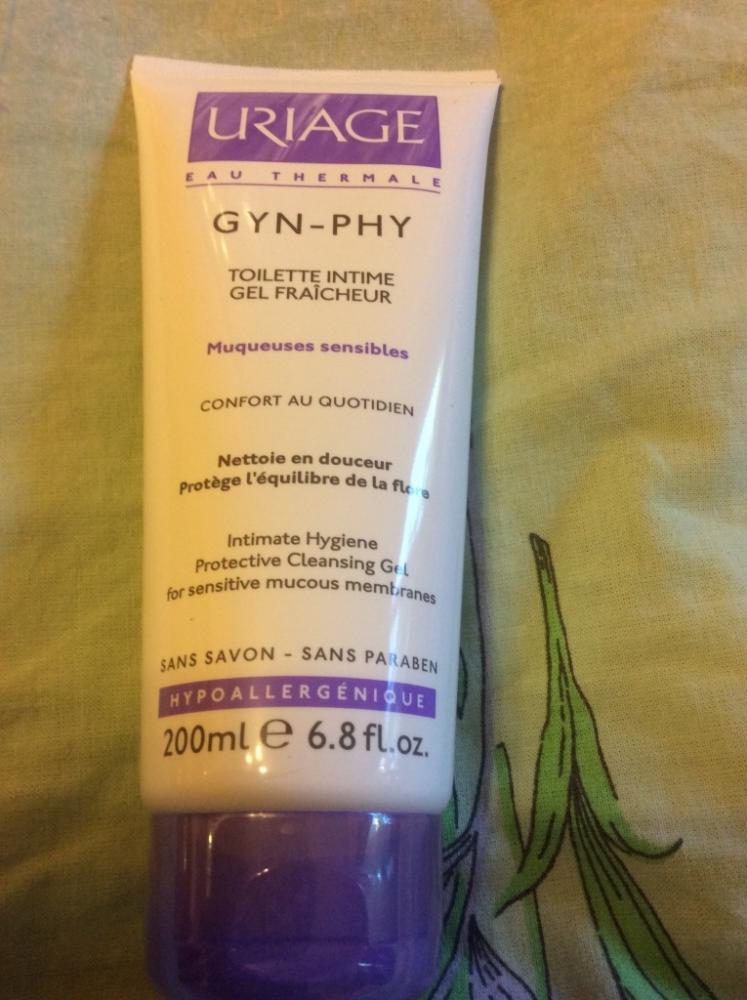 URIAGE
EAU THERMALE
GYN-PHY
TOILETTE INTIME
GEL FRAÎCHEUR
Muqueuses sensibles
CONFORT AU QUOTIDIEN
Nettoie en douceur
Protège l'équilibre de la flore
Intimate Hygiene
Protective Cleansing Gel
for sensitive mucous membranes
SANS SAVON - SANS PARABEN
HYPOALLERGÉNIQUE
200ml e 6.8 fl.oz.